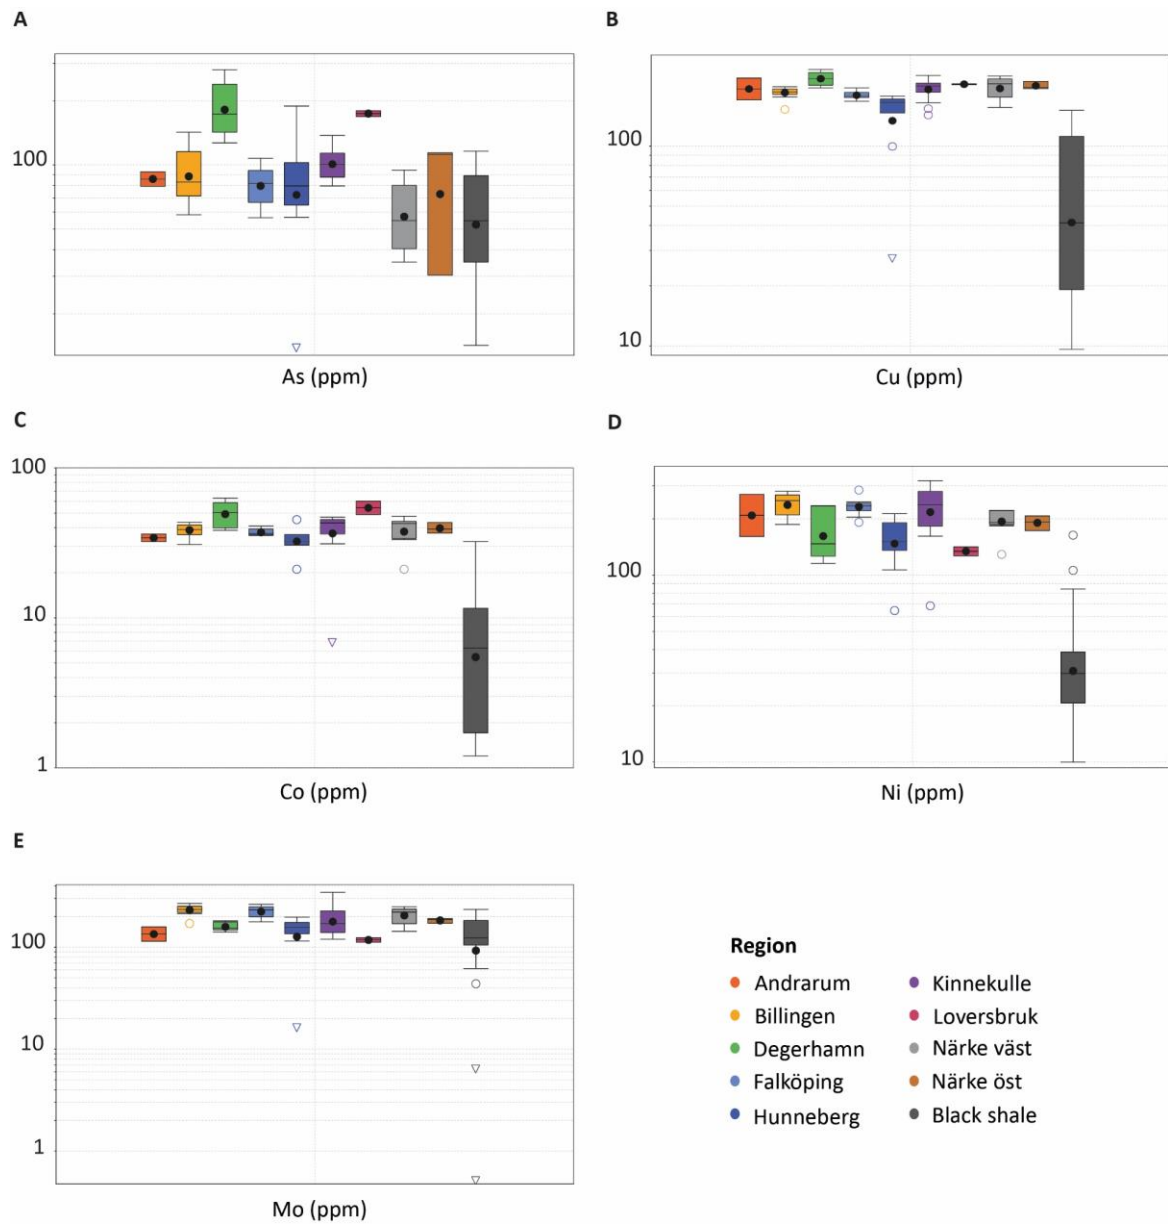 A
100
As (ppm)
B
100
10
Cu (ppm)
C
100
10
1
Co (ppm)
D
100
10
Ni (ppm)
E
100
10
1
Mo (ppm)
Region
Andrarum
Billingen
Degerhamn
Falköping
Hunneberg
Kinnekulle
Loversbruk
Närke väst
Närke öst
Black shale